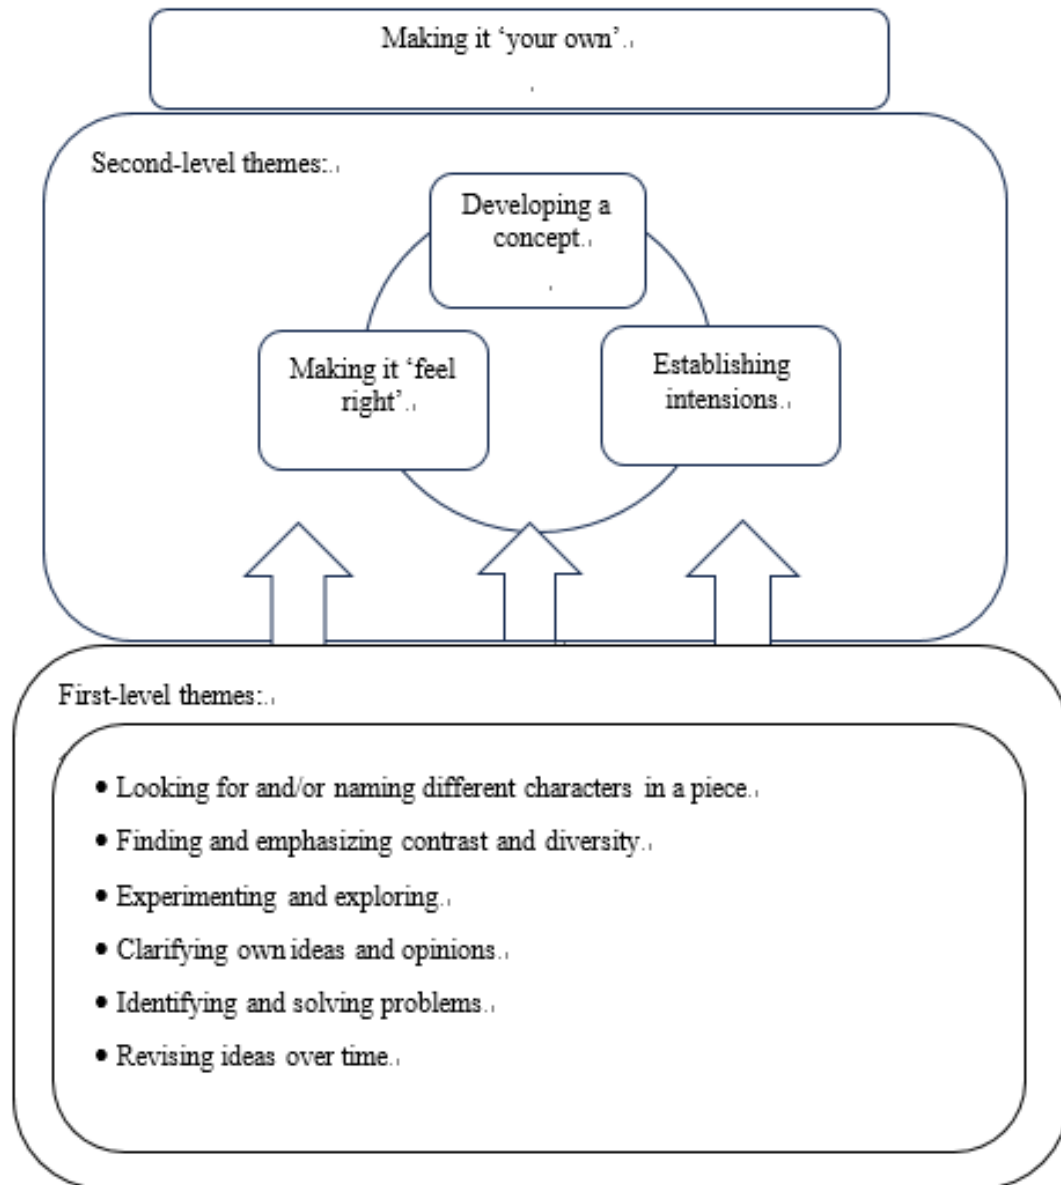 Making it ‘your own’.
Second-level themes:.
Developing a
concept.
Making it ‘feel
right’.
Establishing
intensions.
First-level themes:.
• Looking for and/or naming different characters in a piece.
• Finding and emphasizing contrast and diversity.
• Experimenting and exploring.
• Clarifying own ideas and opinions.
• Identifying and solving problems.
• Revising ideas over time.